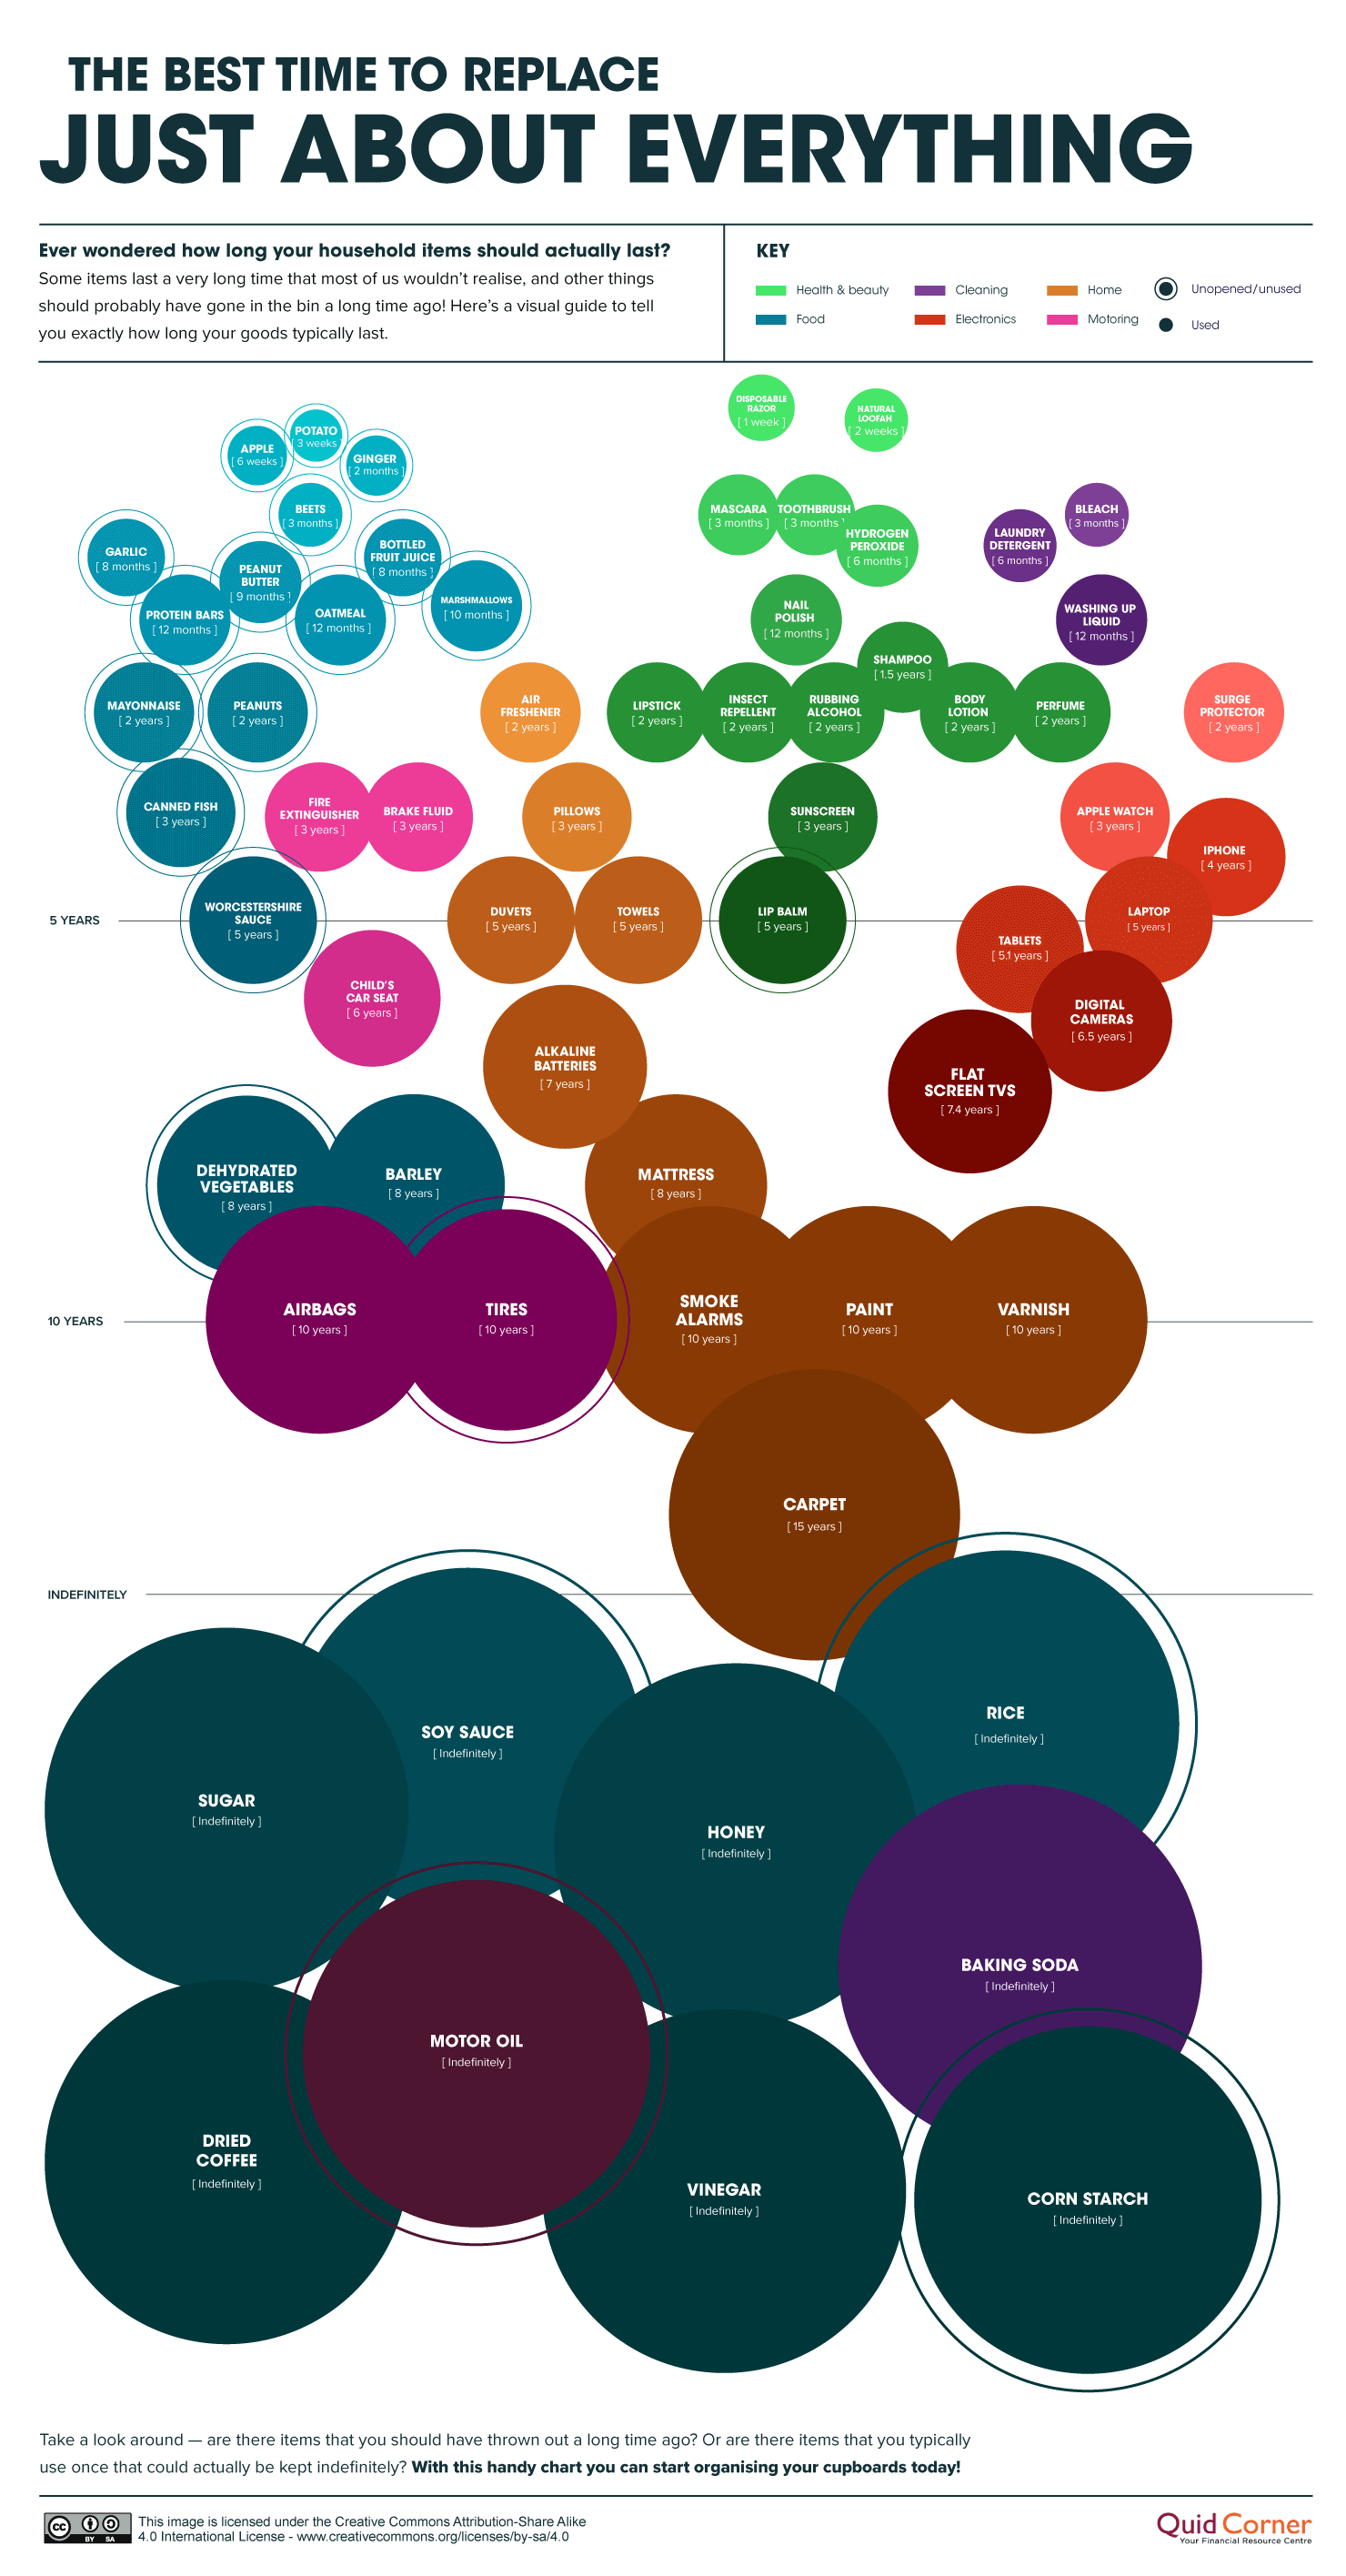 THE BEST TIME TO REPLACE
JUST ABOUT EVERYTHING
Ever wondered how long your household items should actually last?
Some items last a very long time that most of us wouldn't realise, and other things
should probably have gone in the bin a long time ago! Here's a visual guide to tell
you exactly how long your goods typically last.
KEY
Health & beauty
Cleaning
Home
Unopened/unused
Food
Electronics
Motoring
Used
DISPOSABLE
RAZOR
[ 1 week ]
NATURAL
LOOFAH
[ 2 weeks ]
POTATO
[ 3 weeks ]
APPLE
[ 6 weeks ]
GINGER
[ 2 months ]
BEETS
[ 3 months ]
MASCARA
[ 3 months ]
TOOTHBRUSH
[ 3 months ]
BLEACH
[ 3 months ]
HYDROGEN
PEROXIDE
[ 6 months ]
LAUNDRY
DETERGENT
[ 6 months ]
GARLIC
[ 8 months ]
BOTTLED
FRUIT JUICE
[ 8 months ]
PEANUT
BUTTER
[ 9 months ]
MARSHMALLOWS
[ 10 months ]
PROTEIN BARS
[ 12 months ]
OATMEAL
[ 12 months ]
NAIL
POLISH
[ 12 months ]
WASHING UP
LIQUID
[ 12 months ]
SHAMPOO
[ 1.5 years ]
MAYONNAISE
[ 2 years ]
PEANUTS
[ 2 years ]
AIR
FRESHENER
[ 2 years ]
LIPSTICK
[ 2 years ]
INSECT
REPELLENT
[ 2 years ]
RUBBING
ALCOHOL
[ 2 years ]
BODY
LOTION
[ 2 years ]
PERFUME
[ 2 years ]
SURGE
PROTECTOR
[ 2 years ]
CANNED FISH
[ 3 years ]
FIRE
EXTINGUISHER
[ 3 years ]
BRAKE FLUID
[ 3 years ]
PILLOWS
[ 3 years ]
SUNSCREEN
[ 3 years ]
APPLE WATCH
[ 3 years ]
IPHONE
[ 4 years ]
5 YEARS
WORCESTERSHIRE
SAUCE
[ 5 years ]
DUVETS
[ 5 years ]
TOWELS
[ 5 years ]
LIP BALM
[ 5 years ]
LAPTOP
[ 5 years ]
TABLETS
[ 5.1 years ]
CHILD'S
CAR SEAT
[ 6 years ]
DIGITAL
CAMERAS
[ 6.5 years ]
ALKALINE
BATTERIES
[ 7 years ]
FLAT
SCREEN TVS
[ 7.4 years ]
DEHYDRATED
VEGETABLES
[ 8 years ]
BARLEY
[ 8 years ]
MATTRESS
[ 8 years ]
10 YEARS
AIRBAGS
[ 10 years ]
TIRES
[ 10 years ]
SMOKE
ALARMS
[ 10 years ]
PAINT
[ 10 years ]
VARNISH
[ 10 years ]
CARPET
[ 15 years ]
INDEFINITELY
RICE
[ Indefinitely ]
SOY SAUCE
[ Indefinitely ]
SUGAR
[ Indefinitely ]
HONEY
[ Indefinitely ]
BAKING SODA
[ Indefinitely ]
MOTOR OIL
[ Indefinitely ]
DRIED
COFFEE
[ Indefinitely ]
VINEGAR
[ Indefinitely ]
CORN STARCH
[ Indefinitely ]
Take a look around — are there items that you should have thrown out a long time ago? Or are there items that you typically
use once that could actually be kept indefinitely? With this handy chart you can start organising your cupboards today!
cc BY SA
This image is licensed under the Creative Commons Attribution-Share Alike
4.0 International License - www.creativecommons.org/licenses/by-sa/4.0
Quid Corner
Your Financial Resource Centre